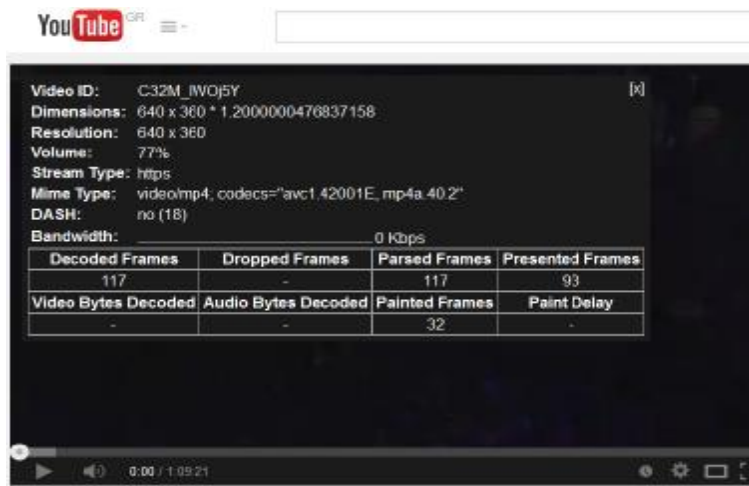 YouTube GR
Video ID: C32M_IWOj5Y [x]
Dimensions: 640 x 360 * 1.2000000476837158
Resolution: 640 x 360
Volume: 77%
Stream Type: https
Mime Type: video/mp4; codecs="avc1.42001E, mp4a.40.2"
DASH: no (18)
Bandwidth: 0 Kbps
Decoded Frames Dropped Frames Parsed Frames Presented Frames
117 - 117 93
Video Bytes Decoded Audio Bytes Decoded Painted Frames Paint Delay
- - 32 -
0:00 / 1:09:21